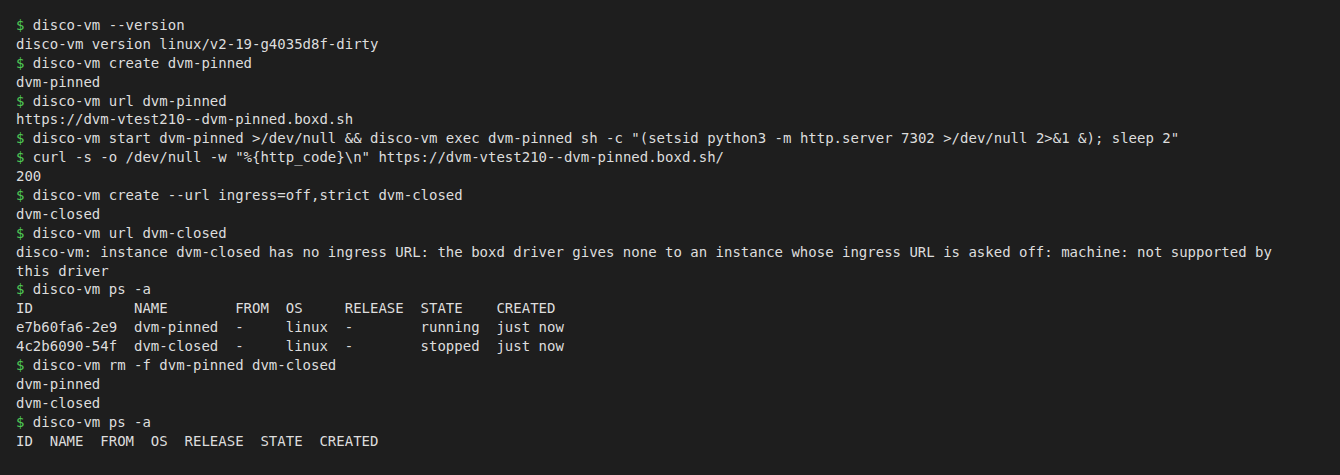 $ disco-vm --version
disco-vm version linux/v2-19-g4035d8f-dirty
$ disco-vm create dvm-pinned
dvm-pinned
$ disco-vm url dvm-pinned
https://dvm-vtest210--dvm-pinned.boxd.sh
$ disco-vm start dvm-pinned >/dev/null && disco-vm exec dvm-pinned sh -c "(setsid python3 -m http.server 7302 >/dev/null 2>&1 &); sleep 2"
$ curl -s -o /dev/null -w "%{http_code}\n" https://dvm-vtest210--dvm-pinned.boxd.sh/
200
$ disco-vm create --url ingress=off,strict dvm-closed
dvm-closed
$ disco-vm url dvm-closed
disco-vm: instance dvm-closed has no ingress URL: the boxd driver gives none to an instance whose ingress URL is asked off: machine: not supported by
this driver
$ disco-vm ps -a
ID            NAME        FROM  OS     RELEASE  STATE    CREATED
e7b60fa6-2e9  dvm-pinned  -     linux  -        running  just now
4c2b6090-54f  dvm-closed  -     linux  -        stopped  just now
$ disco-vm rm -f dvm-pinned dvm-closed
dvm-pinned
dvm-closed
$ disco-vm ps -a
ID  NAME  FROM  OS  RELEASE  STATE  CREATED